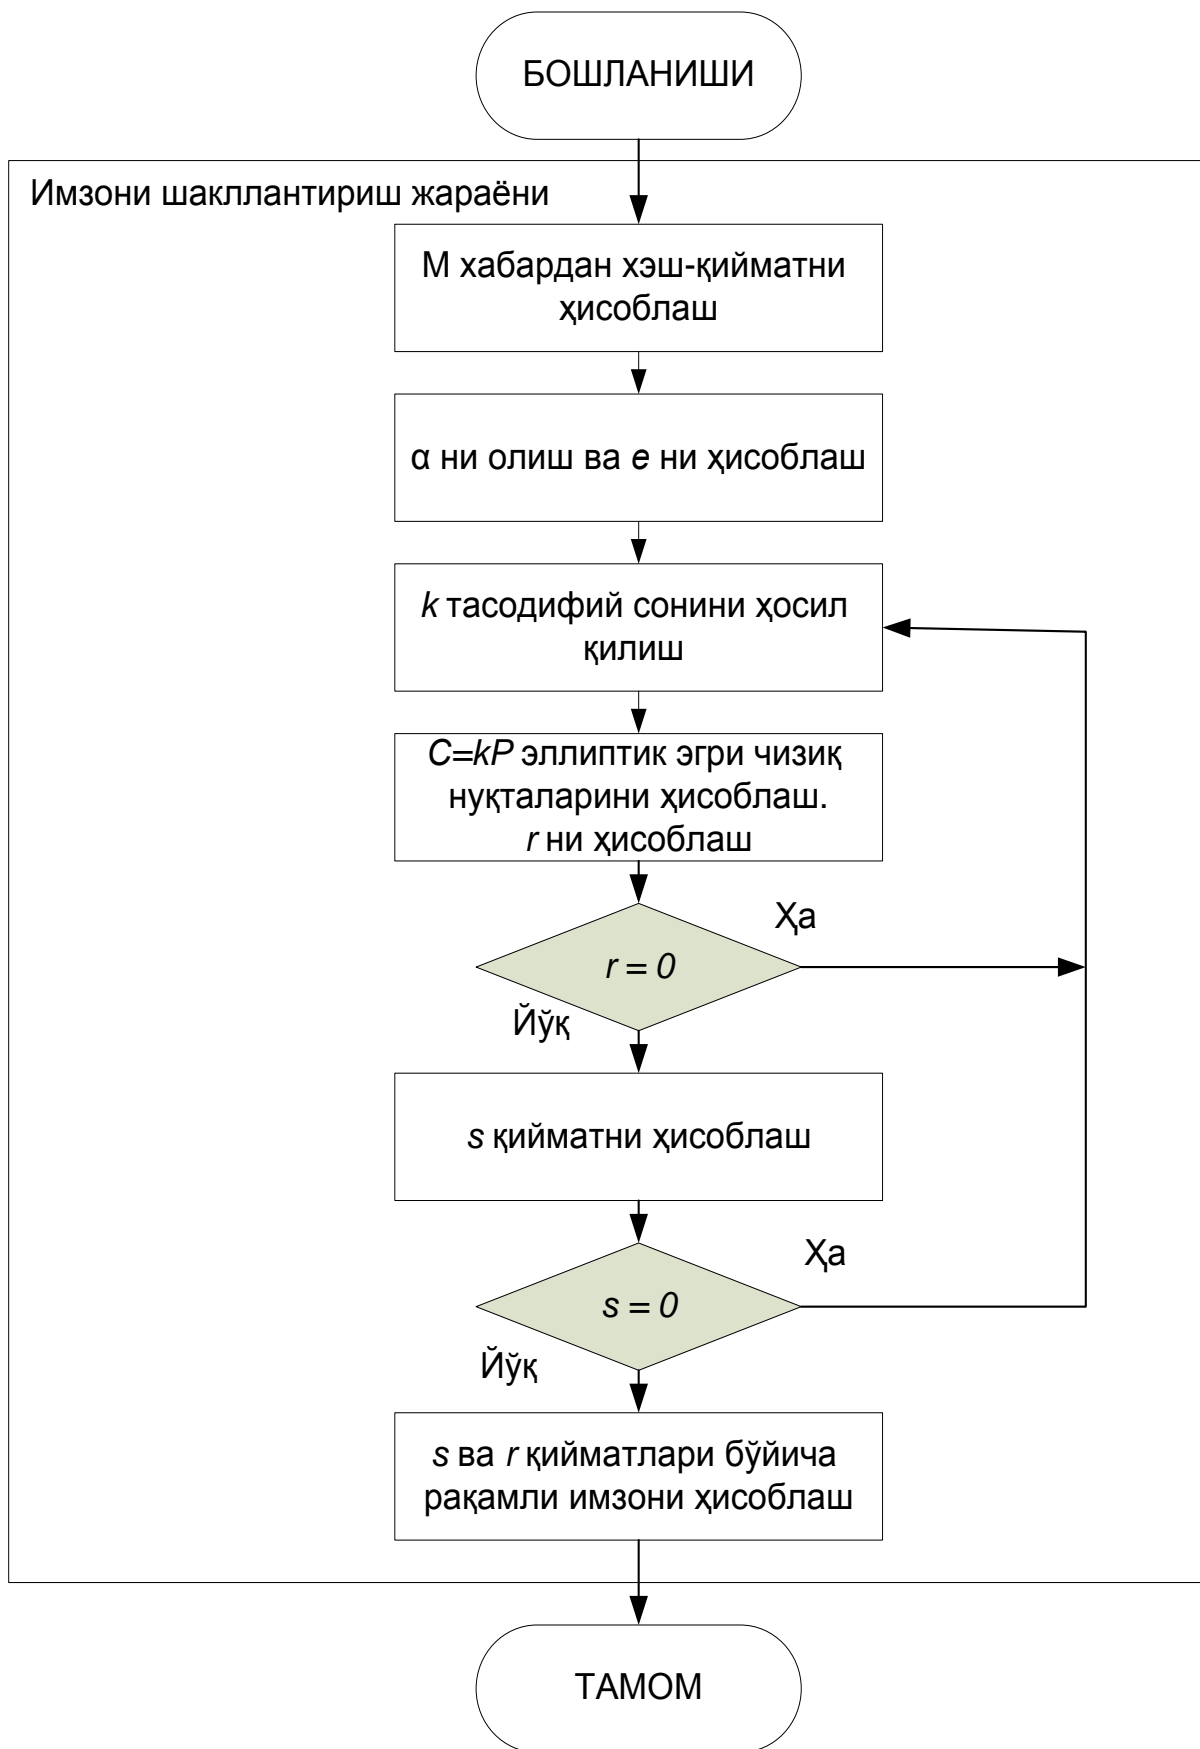 БОШЛАНИШИ
Имзони шакллантириш жараёни
М хабардан хэш-қийматни
ҳисоблаш
α ни олиш ва e ни ҳисоблаш
k тасодифий сонини ҳосил
қилиш
C=kP эллиптик эгри чизиқ
нуқталарини ҳисоблаш.
r ни ҳисоблаш
Ҳа
r = 0
Йўқ
s қийматни ҳисоблаш
Ҳа
s = 0
Йўқ
s ва r қийматлари бўйича
рақамли имзони ҳисоблаш
ТАМОМ